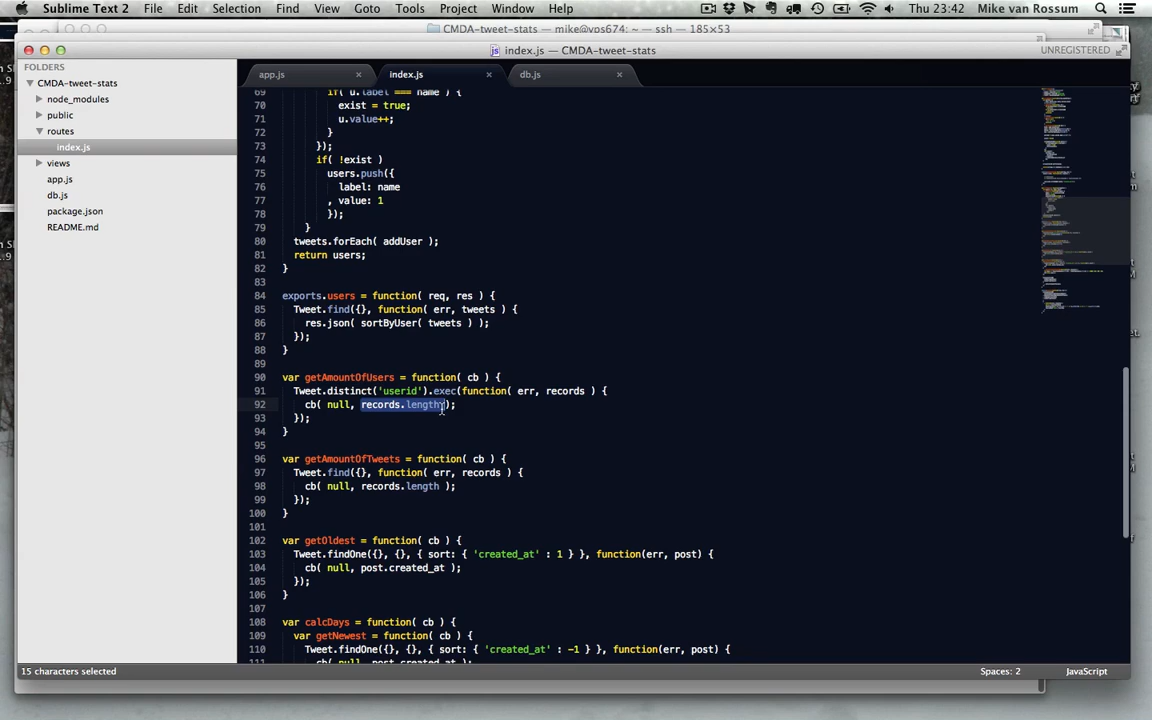 Sublime Text 2 File Edit Selection Find View Goto Tools Project Window Help Thu 23:42 Mike van Rossum
CMDA-tweet-stats — mike@vps674: ~ — ssh — 185×53
index.js — CMDA-tweet-stats UNREGISTERED
FOLDERS
CMDA-tweet-stats
node_modules
public
routes
index.js
views
app.js
db.js
package.json
README.md
app.js × index.js × db.js ×
69 if( u.label === name ) {
70 exist = true;
71 u.value++;
72 }
73 });
74 if( !exist )
75 users.push({
76 label: name
77 , value: 1
78 });
79 }
80 tweets.forEach( addUser );
81 return users;
82 }
83
84 exports.users = function( req, res ) {
85 Tweet.find({}, function( err, tweets ) {
86 res.json( sortByUser( tweets ) );
87 });
88 }
89
90 var getAmountOfUsers = function( cb ) {
91 Tweet.distinct('userid').exec(function( err, records ) {
92 cb( null, records.length );
93 });
94 }
95
96 var getAmountOfTweets = function( cb ) {
97 Tweet.find({}, function( err, records ) {
98 cb( null, records.length );
99 });
100 }
101
102 var getOldest = function( cb ) {
103 Tweet.findOne({}, {}, { sort: { 'created_at' : 1 } }, function(err, post) {
104 cb( null, post.created_at );
105 });
106 }
107
108 var calcDays = function( cb ) {
109 var getNewest = function( cb ) {
110 Tweet.findOne({}, {}, { sort: { 'created_at' : -1 } }, function(err, post) {
111 cb( null, post.created_at );
15 characters selected Spaces: 2 JavaScript